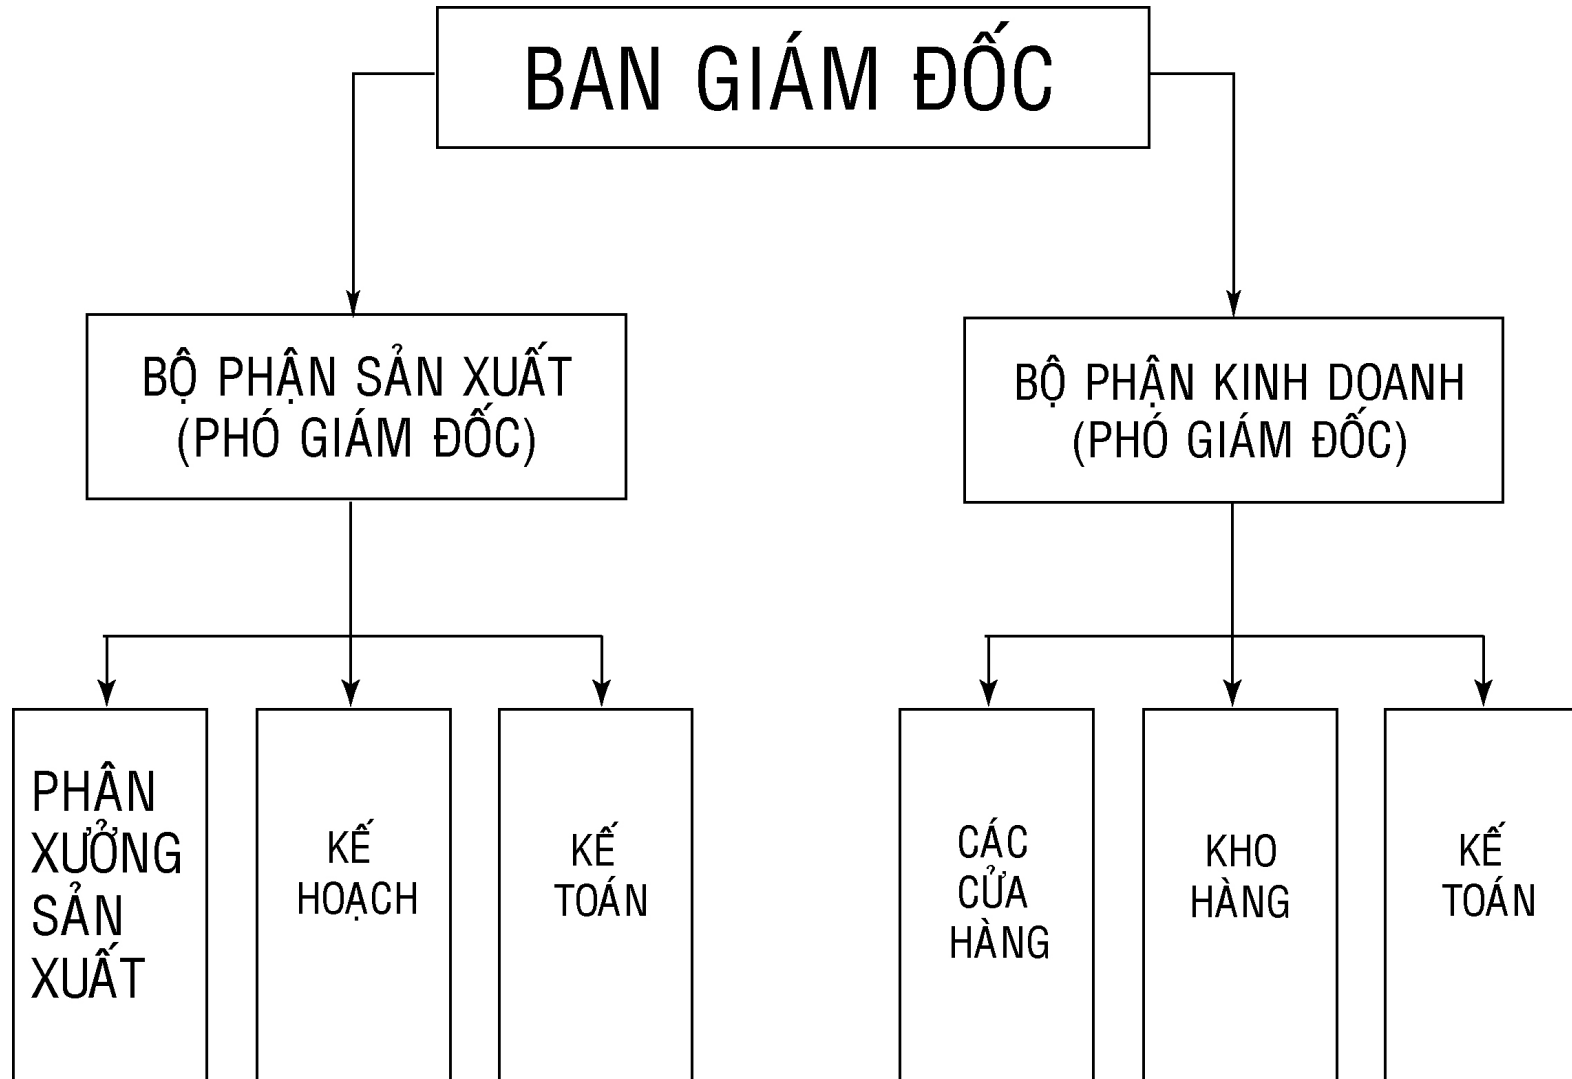 BAN GIÁM ĐỐC
BỘ PHẬN SẢN XUẤT
(PHÓ GIÁM ĐỐC)
BỘ PHẬN KINH DOANH
(PHÓ GIÁM ĐỐC)
PHÂN
XƯỞNG
SẢN
XUẤT
KẾ
HOẠCH
KẾ
TOÁN
CÁC
CỬA
HÀNG
KHO
HÀNG
KẾ
TOÁN